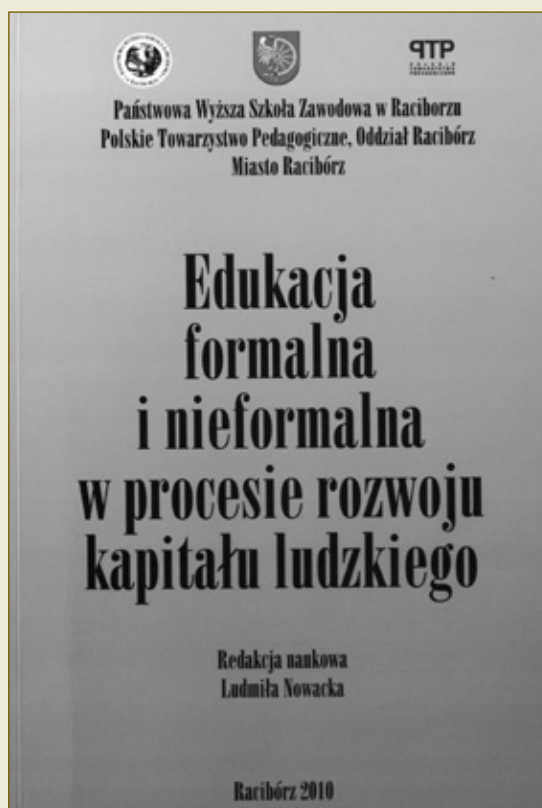 PTP
Państwowa Wyższa Szkoła Zawodowa w Raciborzu
Polskie Towarzystwo Pedagogiczne, Oddział Racibórz
Miasto Racibórz
Edukacja
formalna
i nieformalna
w procesie rozwoju
kapitału ludzkiego
Redakcja naukowa
Ludmiła Nowacka
Racibórz 2010